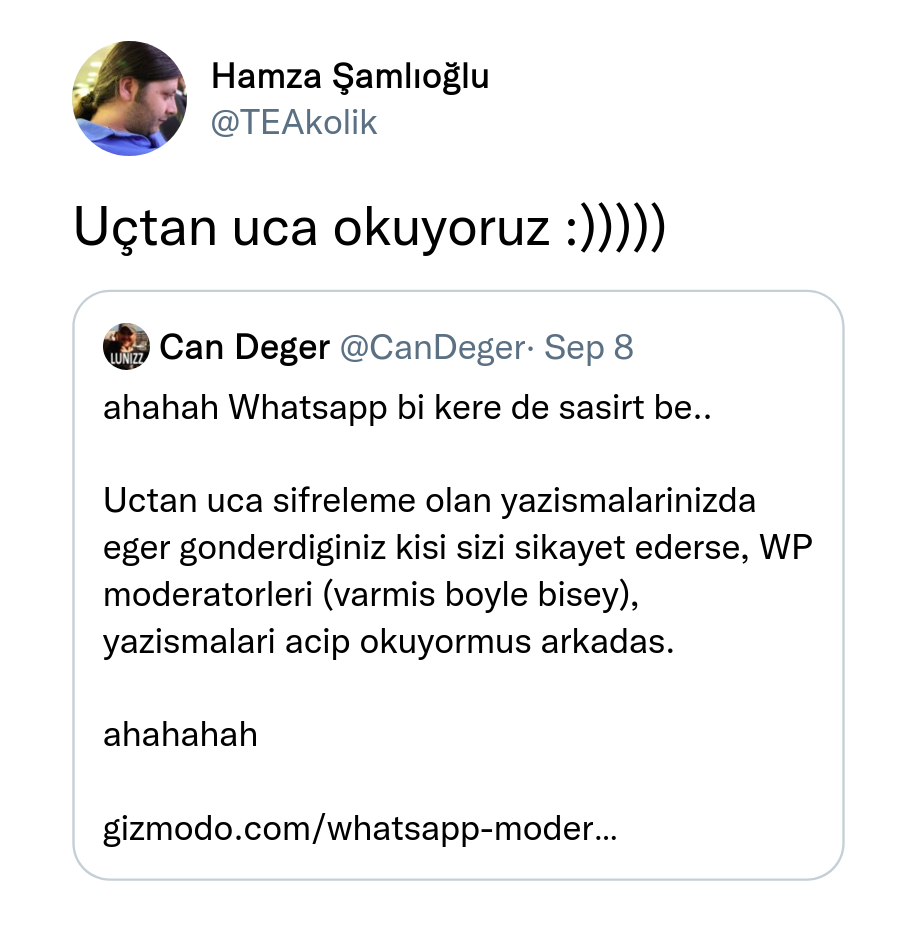 Hamza Şamlıoğlu
@TEAkolik
Uçtan uca okuyoruz :)))))
LUNIZZ
Can Deger @CanDeger· Sep 8
ahahah Whatsapp bi kere de sasirt be..
Uctan uca sifreleme olan yazismalarinizda
eger gonderdiginiz kisi sizi sikayet ederse, WP
moderatorleri (varmis boyle bisey),
yazismalari acip okuyormus arkadas.
ahahahah
gizmodo.com/whatsapp-moder...